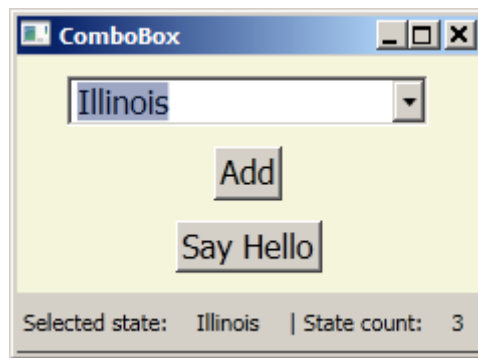 ComboBox
Illinois
Add
Say Hello
Selected state: Illinois | State count: 3